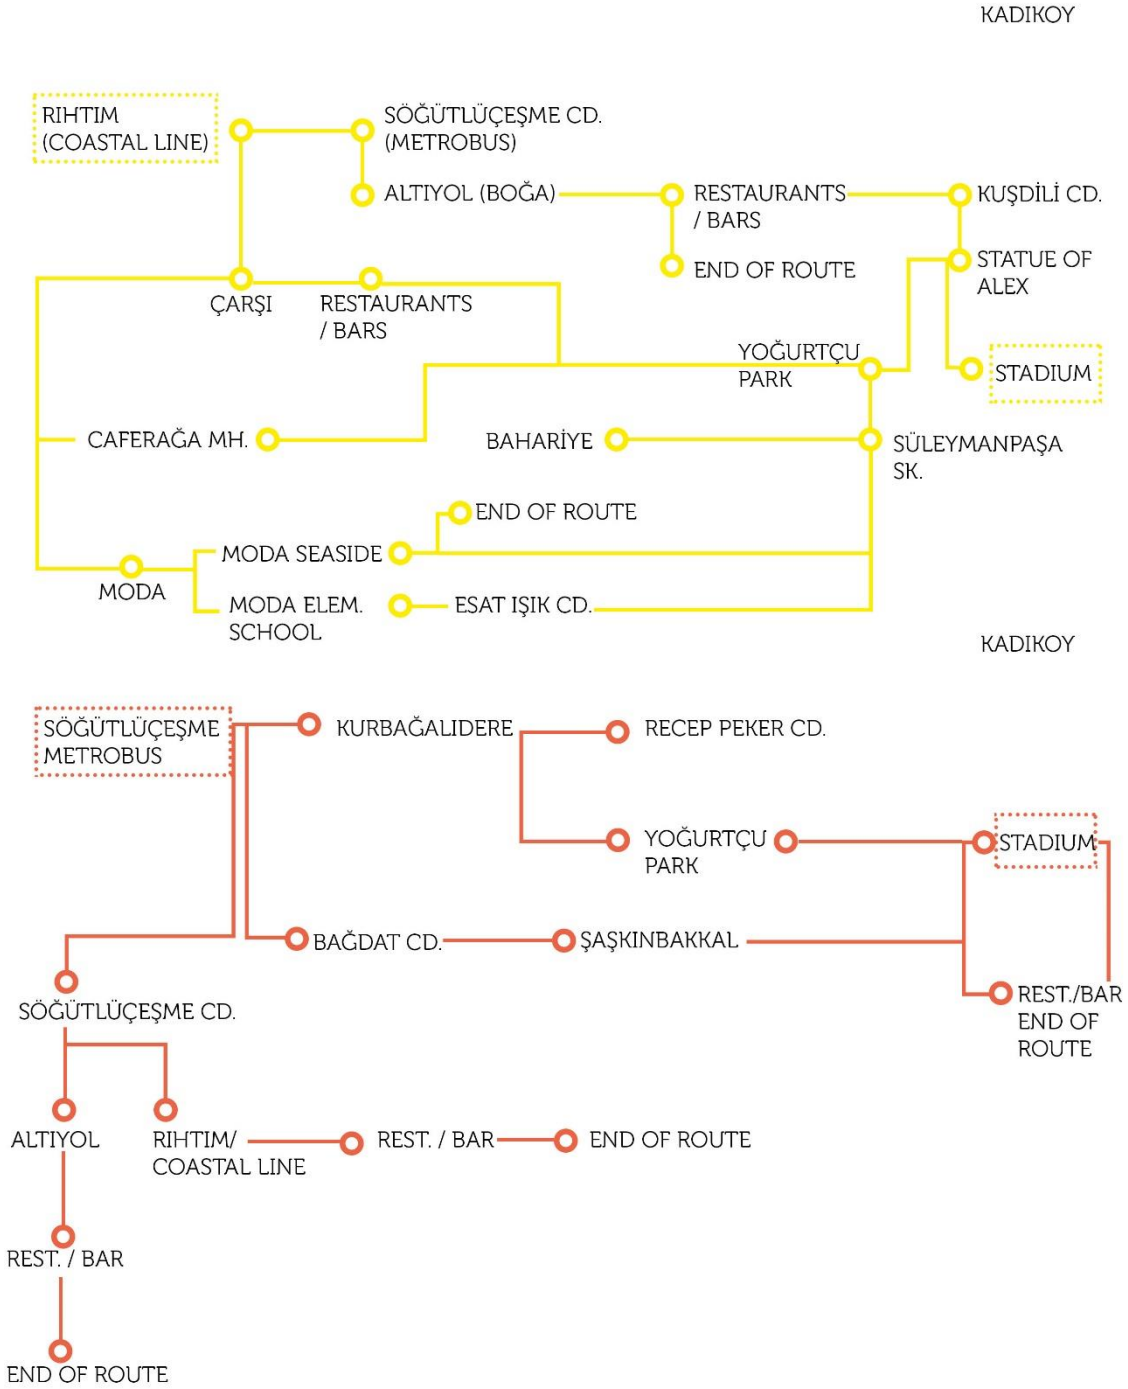 KADIKOY
RIHTIM
(COASTAL LINE)
SÖĞÜTLÜÇEŞME CD.
(METROBUS)
ALTIYOL (BOĞA)
RESTAURANTS
/ BARS
KUŞDİLİ CD.
END OF ROUTE
STATUE OF
ALEX
ÇARŞI
RESTAURANTS
/ BARS
YOĞURTÇU
PARK
STADIUM
CAFERAĞA MH.
BAHARİYE
SÜLEYMANPAŞA
SK.
END OF ROUTE
MODA SEASIDE
MODA
MODA ELEM.
SCHOOL
ESAT IŞIK CD.
KADIKOY
SÖĞÜTLÜÇEŞME
METROBUS
KURBAĞALIDERE
RECEP PEKER CD.
YOĞURTÇU
PARK
STADIUM
BAĞDAT CD.
ŞAŞKINBAKKAL
REST./BAR
END OF
ROUTE
SÖĞÜTLÜÇEŞME CD.
ALTIYOL
RIHTIM/
COASTAL LINE
REST. / BAR
END OF ROUTE
REST. / BAR
END OF ROUTE